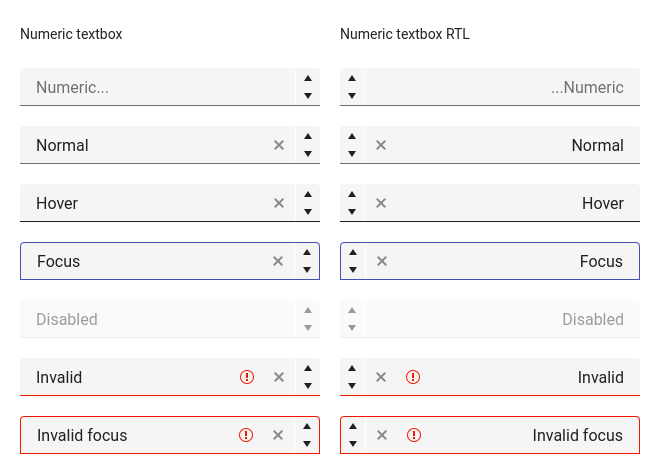 Numeric textbox
Numeric...
Normal
Hover
Focus
Disabled
Invalid
Invalid focus
Numeric textbox RTL
...Numeric
Normal
Hover
Focus
Disabled
Invalid
Invalid focus